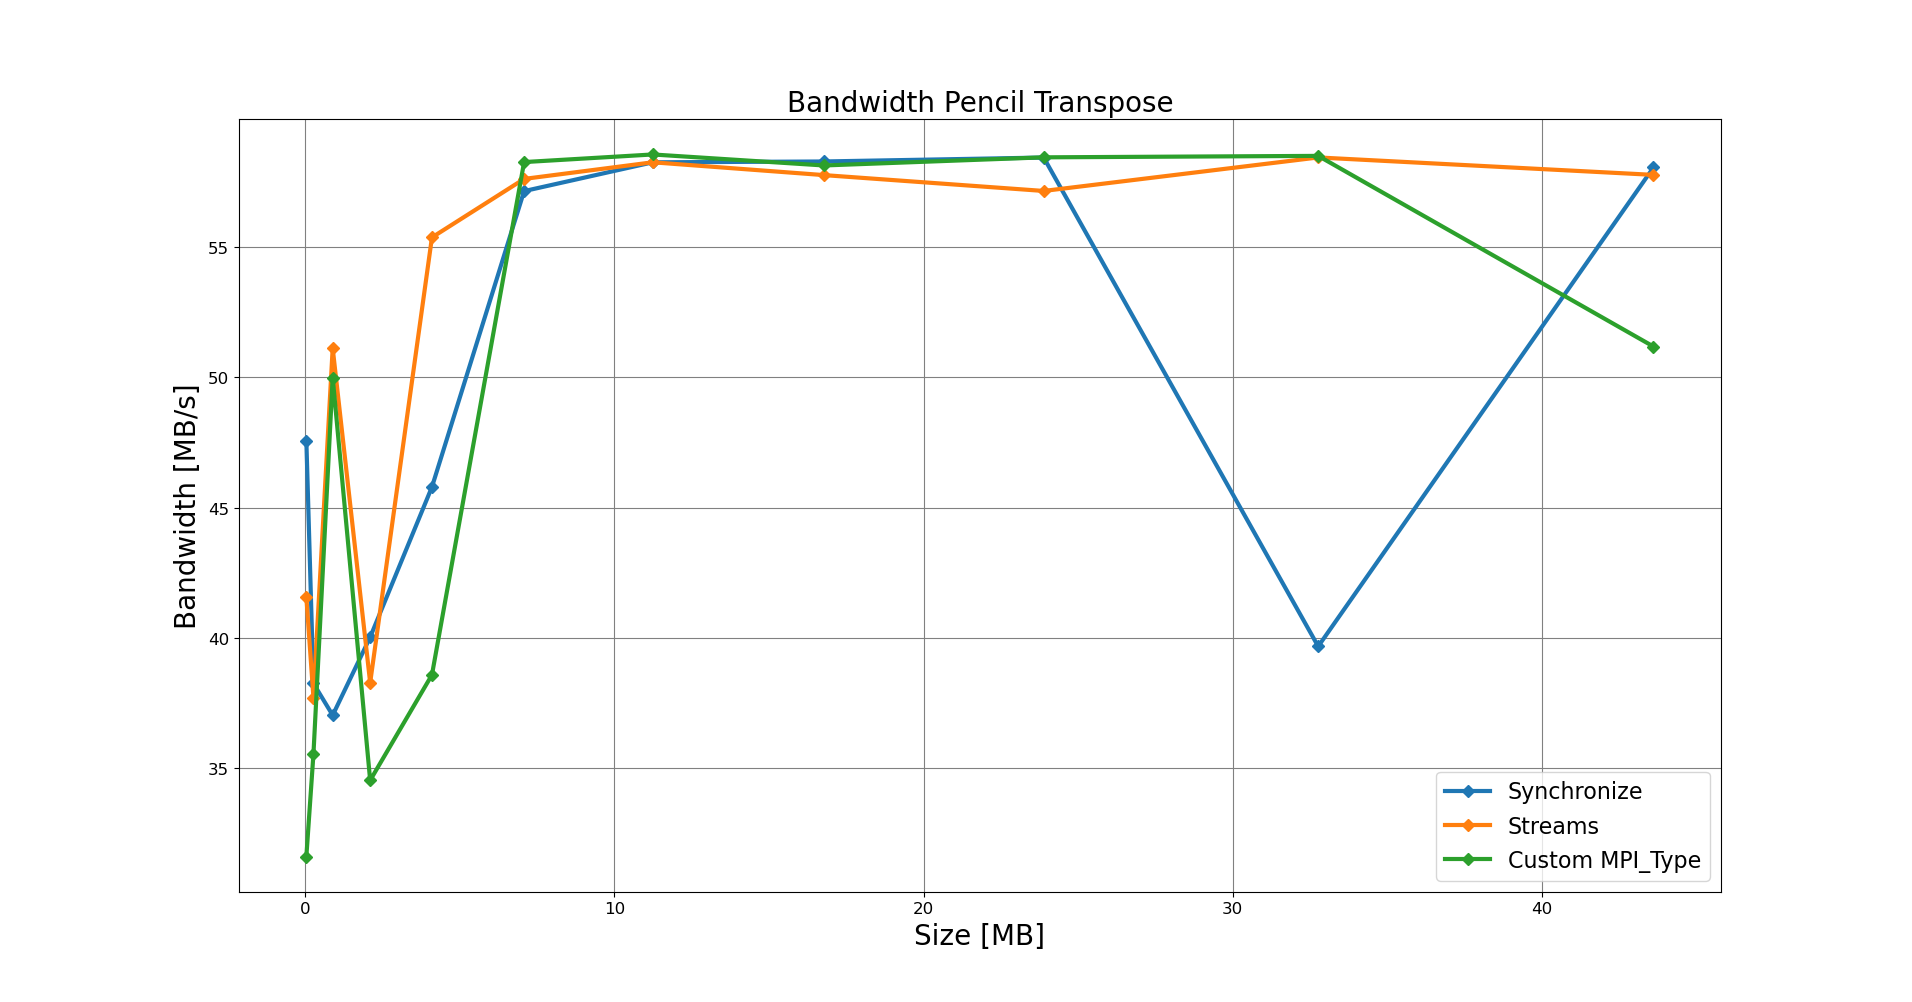 Bandwidth Pencil Transpose
Bandwidth [MB/s]
55
50
45
40
35
0 10 20 30 40
Size [MB]
Synchronize
Streams
Custom MPI_Type